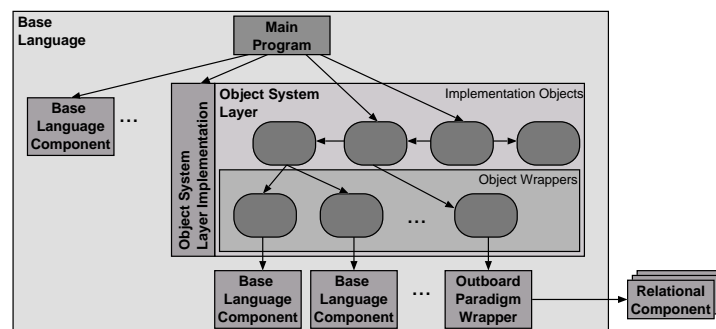 Base
Language
Main
Program
Base
Language
Component
...
Object System
Layer Implementation
Object System
Layer
Implementation Objects
Object Wrappers
...
Base
Language
Component
Base
Language
Component
...
Outboard
Paradigm
Wrapper
Relational
Component